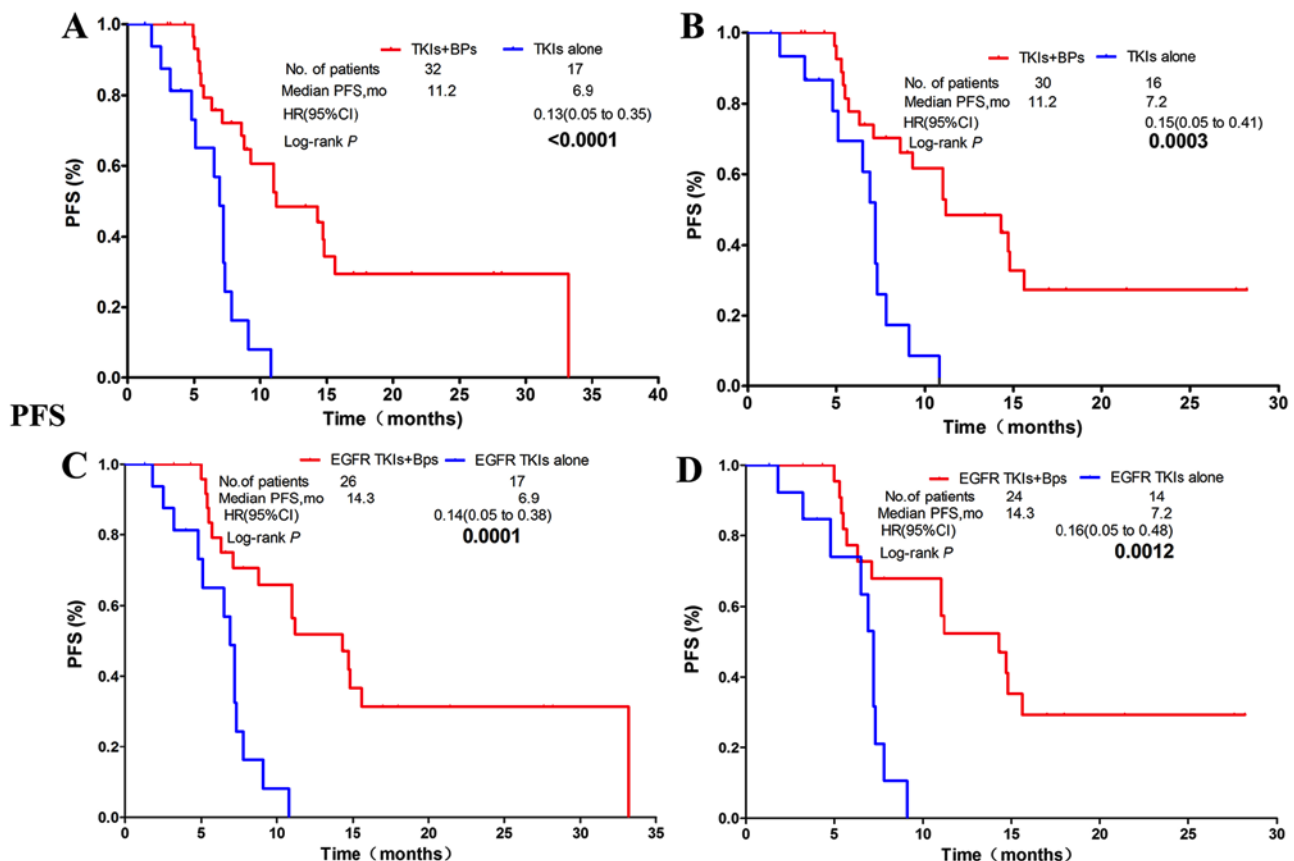 A
TKIs+BPs TKIs alone
No. of patients 32 17
Median PFS,mo 11.2 6.9
HR(95%CI) 0.13(0.05 to 0.35)
Log-rank P <0.0001
PFS (%)
1.0
0.8
0.6
0.4
0.2
0.0
0 5 10 15 20 25 30 35 40
Time (months)
B
TKIs+BPs TKIs alone
No. of patients 30 16
Median PFS,mo 11.2 7.2
HR(95%CI) 0.15(0.05 to 0.41)
Log-rank P 0.0003
PFS (%)
1.0
0.8
0.6
0.4
0.2
0.0
0 5 10 15 20 25 30
Time (months)
PFS
C
EGFR TKIs+Bps EGFR TKIs alone
No.of patients 26 17
Median PFS,mo 14.3 6.9
HR(95%CI) 0.14(0.05 to 0.38)
Log-rank P 0.0001
PFS (%)
1.0
0.8
0.6
0.4
0.2
0.0
0 5 10 15 20 25 30 35
Time (months)
D
EGFR TKIs+Bps EGFR TKIs alone
No.of patients 24 14
Median PFS,mo 14.3 7.2
HR(95%CI) 0.16(0.05 to 0.48)
Log-rank P 0.0012
PFS (%)
1.0
0.8
0.6
0.4
0.2
0.0
0 5 10 15 20 25 30
Time (months)